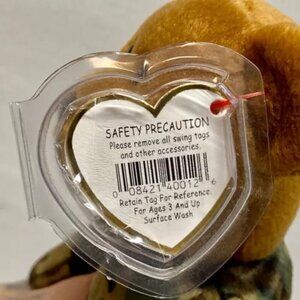 SAFETY PRECAUTION
Please remove all swing tags
and other accessories.
0 08421 40012 6
Retain Tag For Reference.
For Ages 3 And Up
Surface Wash